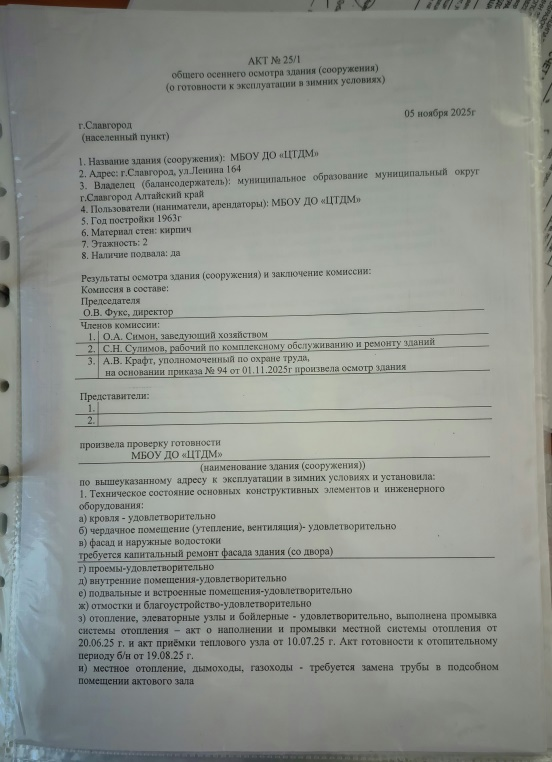 АКТ № 25/1
общего осеннего осмотра здания (сооружения)
(о готовности к эксплуатации в зимних условиях)
05 ноября 2025г
г.Славгород
(населенный пункт)
1. Название здания (сооружения): МБОУ ДО «ЦТДМ»
2. Адрес: г.Славгород, ул.Ленина 164
3. Владелец (балансодержатель): муниципальное образование муниципальный округ
г.Славгород Алтайский край
4. Пользователи (наниматели, арендаторы): МБОУ ДО «ЦТДМ»
5. Год постройки 1963г
6. Материал стен: кирпич
7. Этажность: 2
8. Наличие подвала: да
Результаты осмотра здания (сооружения) и заключение комиссии:
Комиссия в составе:
Председателя
О.В. Фукс, директор
Членов комиссии:
1. О.А. Симон, заведующий хозяйством
2. С.Н. Сулимов, рабочий по комплексному обслуживанию и ремонту зданий
3. А.В. Крафт, уполномоченный по охране труда,
на основании приказа № 94 от 01.11.2025г произвела осмотр здания
Представители:
1.
2.
произвела проверку готовности
МБОУ ДО «ЦТДМ»
(наименование здания (сооружения))
по вышеуказанному адресу к эксплуатации в зимних условиях и установила:
1. Техническое состояние основных конструктивных элементов и инженерного
оборудования:
а) кровля - удовлетворительно
б) чердачное помещение (утепление, вентиляция)- удовлетворительно
в) фасад и наружные водостоки
требуется капитальный ремонт фасада здания (со двора)
г) проемы-удовлетворительно
д) внутренние помещения-удовлетворительно
е) подвальные и встроенные помещения-удовлетворительно
ж) отмостки и благоустройство-удовлетворительно
з) отопление, элеваторные узлы и бойлерные - удовлетворительно, выполнена промывка
системы отопления – акт о наполнении и промывки местной системы отопления от
20.06.25 г. и акт приёмки теплового узла от 10.07.25 г. Акт готовности к отопительному
периоду б/н от 19.08.25 г.
и) местное отопление, дымоходы, газоходы - требуется замена трубы в подсобном
помещении актового зала